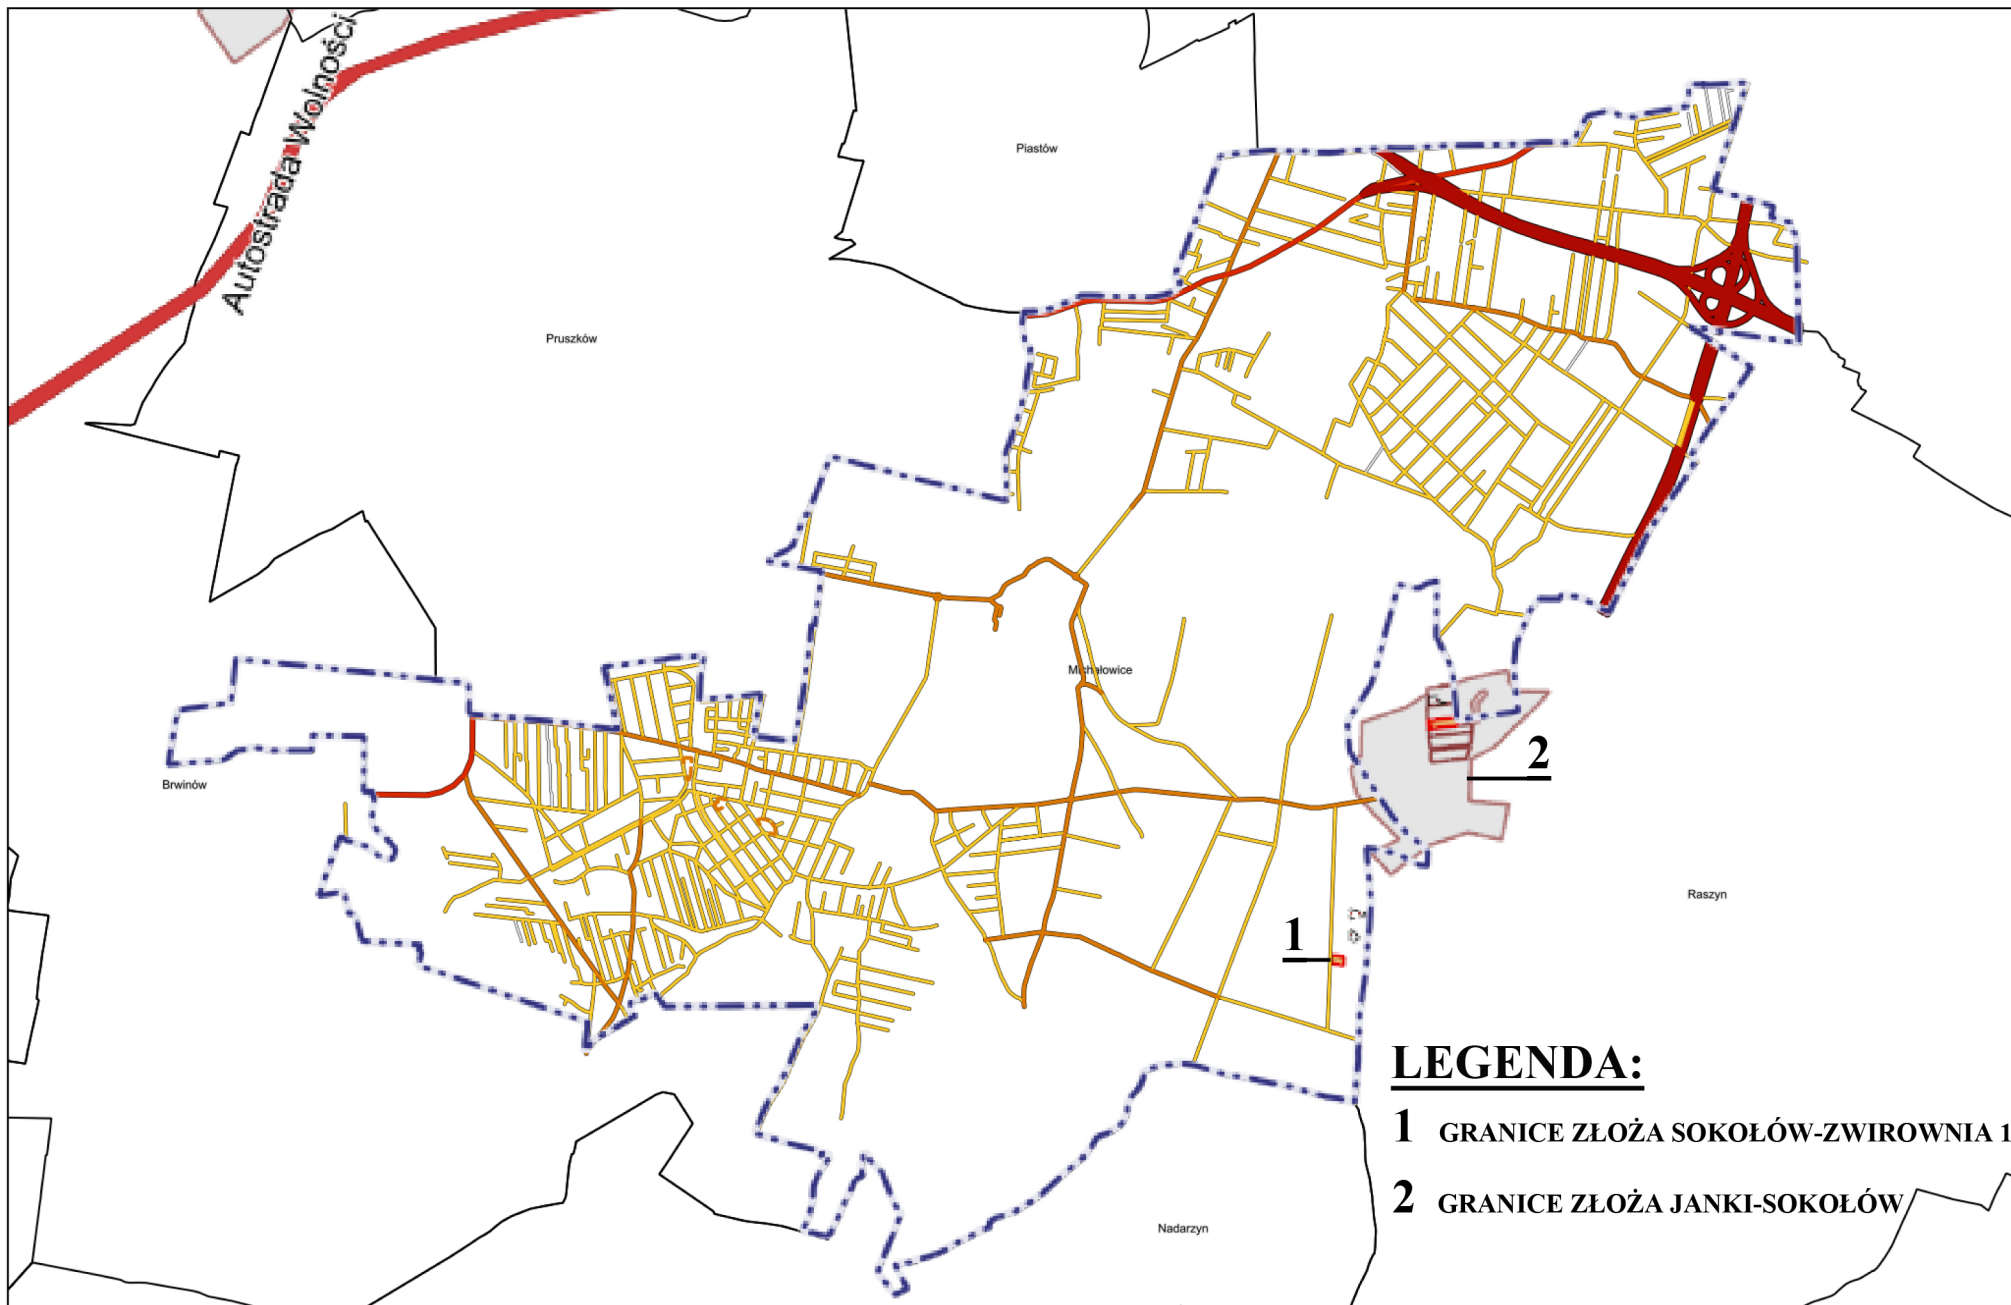 Autostrada Wolności
Piastów
Pruszków
Michałowice
2
Brwinów
Raszyn
1
LEGENDA:
1 GRANICE ZŁOŻA SOKOŁÓW-ZWIROWNIA 1
2 GRANICE ZŁOŻA JANKI-SOKOŁÓW
Nadarzyn